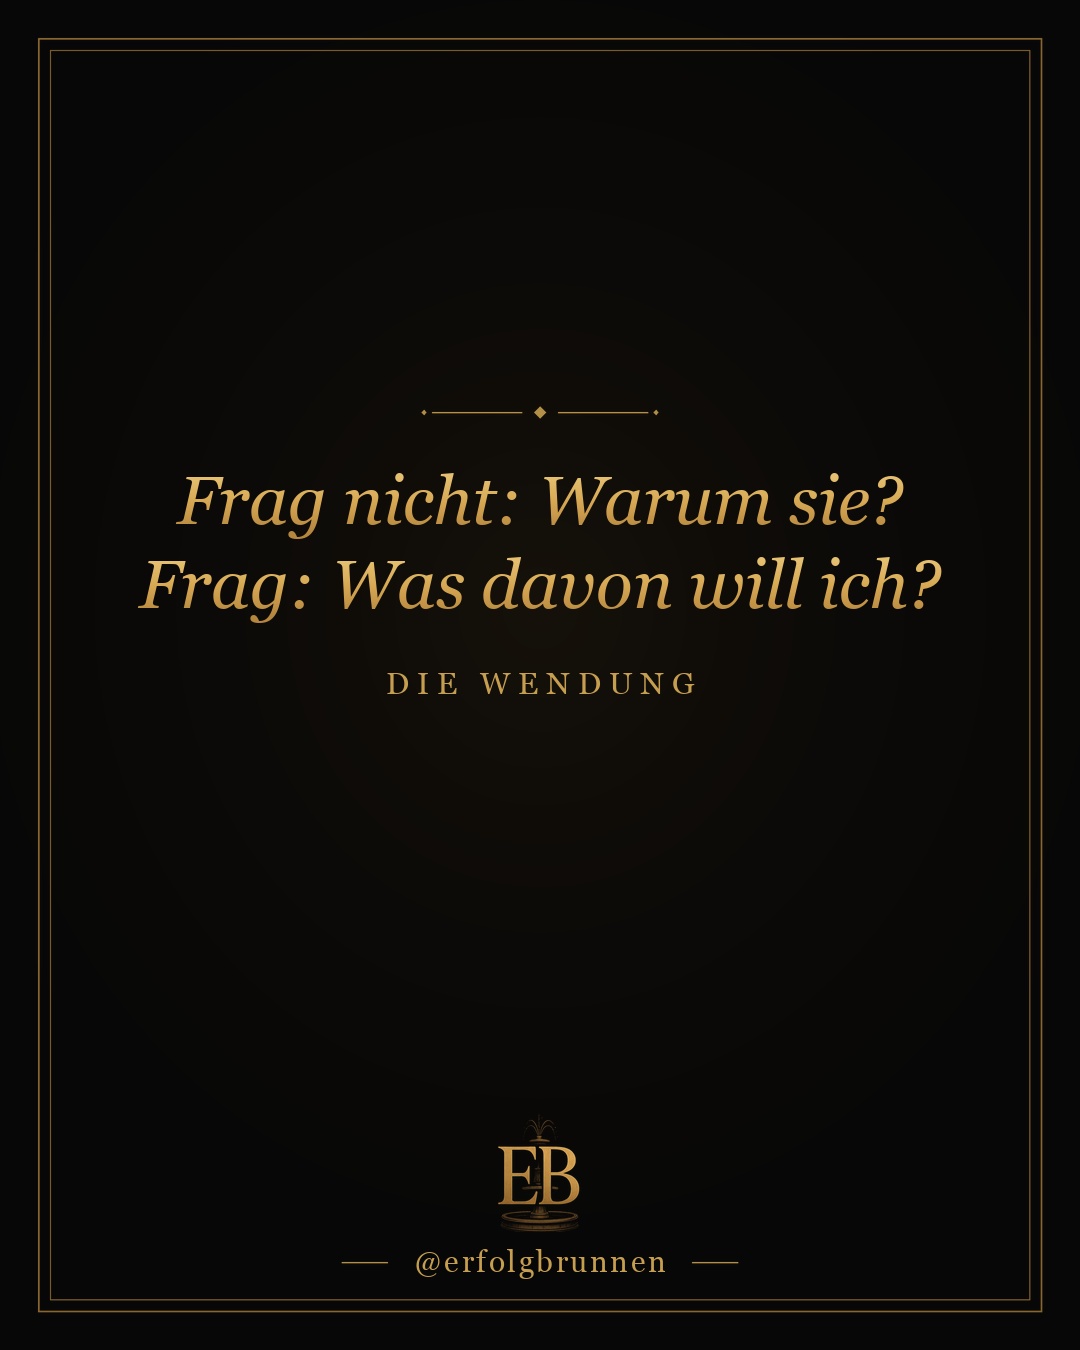 Frag nicht: Warum sie?
Frag: Was davon will ich?
DIE WENDUNG
EB
@erfolgbrunnen